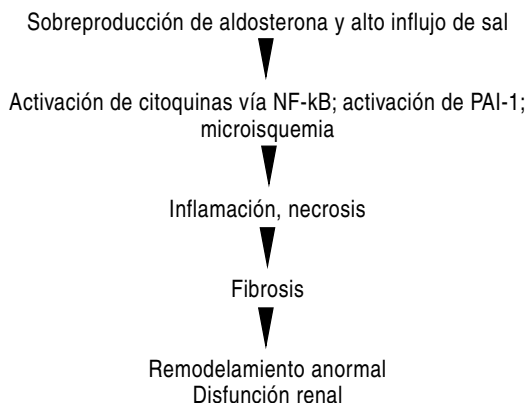 Sobreproducción de aldosterona y alto influjo de sal
Activación de citoquinas vía NF-kB; activación de PAI-1;
microisquemia
Inflamación, necrosis
Fibrosis
Remodelamiento anormal
Disfunción renal